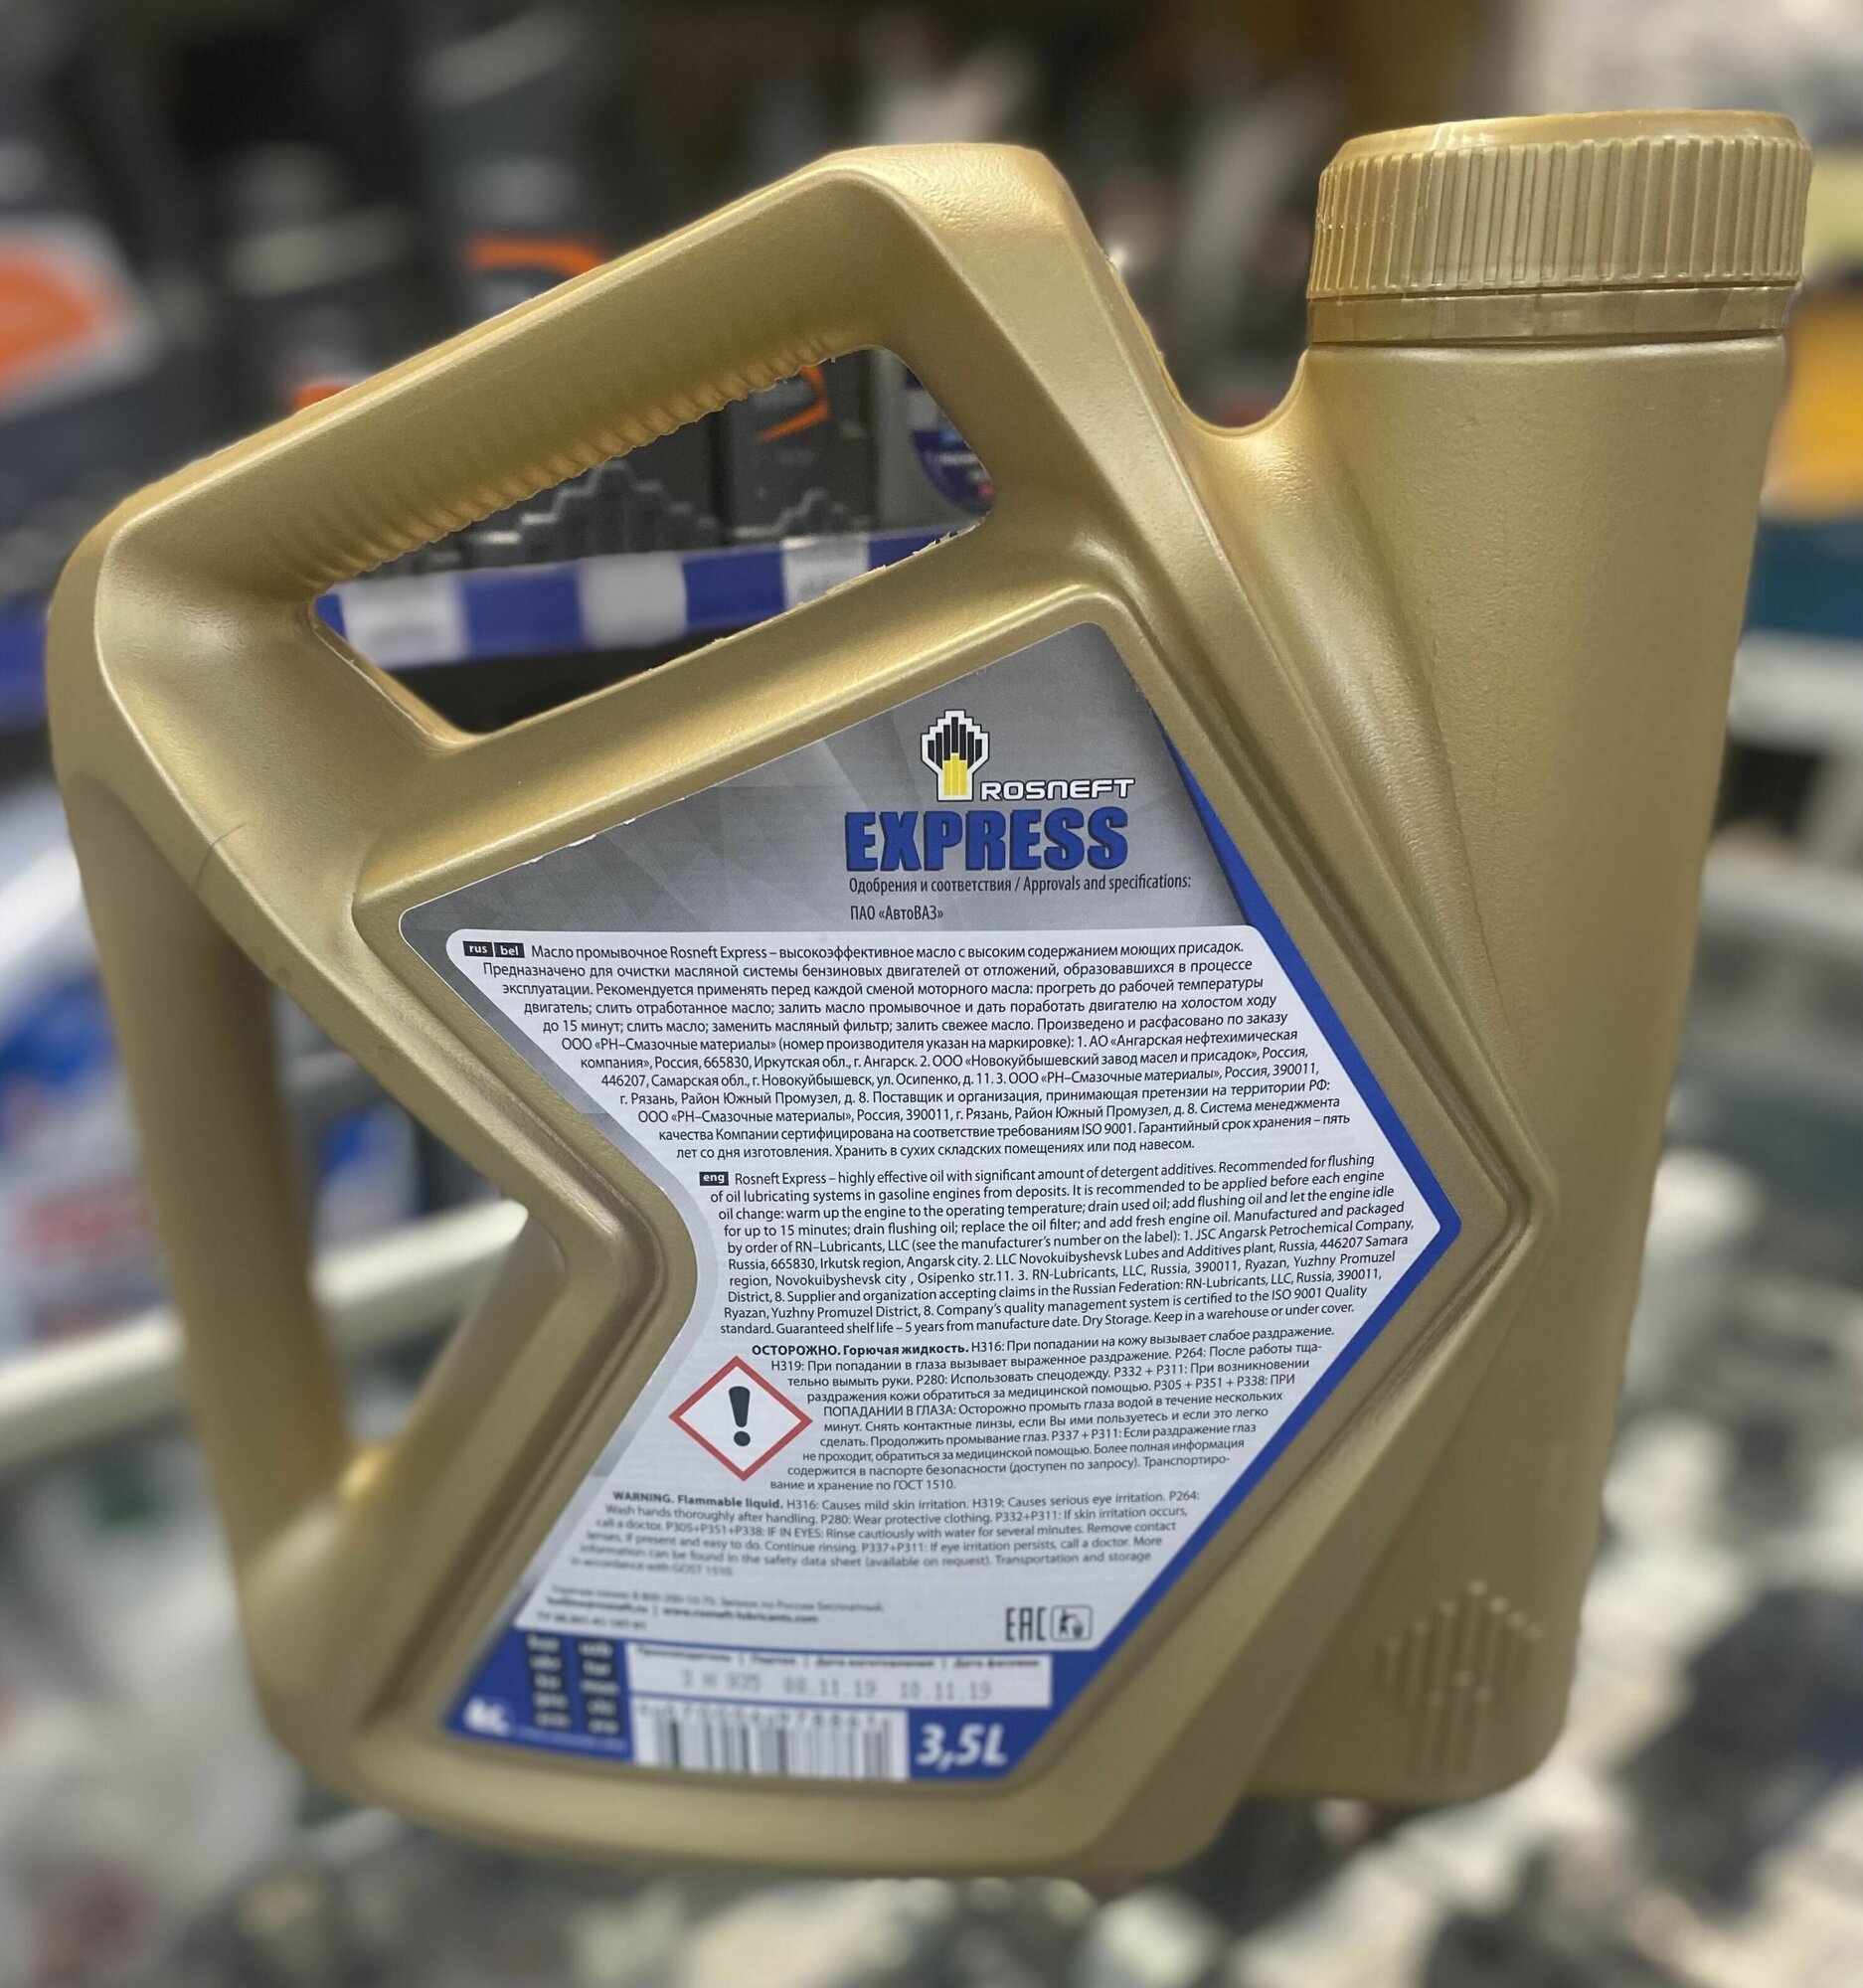 ROSNEFT
EXPRESS
Одобрения и соответствия / Approvals and specifications:
ПАО «АвтоВАЗ»
rus bel Масло промывочное Rosneft Express – высокоэффективное масло с высоким содержанием моющих присадок.
Предназначено для очистки масляной системы бензиновых двигателей от отложений, образовавшихся в процессе
эксплуатации. Рекомендуется применять перед каждой сменой моторного масла: прогреть до рабочей температуры
двигатель; слить отработанное масло; залить масло промывочное и дать поработать двигателю на холостом ходу
до 15 минут; слить масло; заменить масляный фильтр; залить свежее масло. Произведено и расфасовано по заказу
ООО «РН–Смазочные материалы» (номер производителя указан на маркировке): 1. АО «Ангарская нефтехимическая
компания», Россия, 665830, Иркутская обл., г. Ангарск. 2. ООО «Новокуйбышевский завод масел и присадок», Россия,
446207, Самарская обл., г. Новокуйбышевск, ул. Осипенко, д. 11. 3. ООО «РН–Смазочные материалы», Россия, 390011,
г. Рязань, Район Южный Промузел, д. 8. Поставщик и организация, принимающая претензии на территории РФ:
ООО «РН–Смазочные материалы», Россия, 390011, г. Рязань, Район Южный Промузел, д. 8. Система менеджмента
качества Компании сертифицирована на соответствие требованиям ISO 9001. Гарантийный срок хранения – пять
лет со дня изготовления. Хранить в сухих складских помещениях или под навесом.
eng Rosneft Express – highly effective oil with significant amount of detergent additives. Recommended for flushing
of oil lubricating systems in gasoline engines from deposits. It is recommended to be applied before each engine
oil change: warm up the engine to the operating temperature; drain used oil; add flushing oil and let the engine idle
for up to 15 minutes; drain flushing oil; replace the oil filter; and add fresh engine oil. Manufactured and packaged
by order of RN–Lubricants, LLC (see the manufacturer's number on the label): 1. JSC Angarsk Petrochemical Company,
Russia, 665830, Irkutsk region, Angarsk city. 2. LLC Novokuibyshevsk Lubes and Additives plant, Russia, 446207 Samara
region, Novokuibyshevsk city , Osipenko str.11. 3. RN-Lubricants, LLC, Russia, 390011, Ryazan, Yuzhny Promuzel
District, 8. Supplier and organization accepting claims in the Russian Federation: RN-Lubricants, LLC, Russia, 390011,
Ryazan, Yuzhny Promuzel District, 8. Company's quality management system is certified to the ISO 9001 Quality
standard. Guaranteed shelf life – 5 years from manufacture date. Dry Storage. Keep in a warehouse or under cover.
ОСТОРОЖНО. Горючая жидкость. H316: При попадании на кожу вызывает слабое раздражение.
H319: При попадании в глаза вызывает выраженное раздражение. P264: После работы тща-
тельно вымыть руки. P280: Использовать спецодежду. P332 + P311: При возникновении
раздражения кожи обратиться за медицинской помощью. P305 + P351 + P338: ПРИ
ПОПАДАНИИ В ГЛАЗА: Осторожно промыть глаза водой в течение нескольких
минут. Снять контактные линзы, если Вы ими пользуетесь и если это легко
сделать. Продолжить промывание глаз. P337 + P311: Если раздражение глаз
не проходит, обратиться за медицинской помощью. Более полная информация
содержится в паспорте безопасности (доступен по запросу). Транспортиро-
вание и хранение по ГОСТ 1510.
WARNING. Flammable liquid. H316: Causes mild skin irritation. H319: Causes serious eye irritation. P264:
Wash hands thoroughly after handling. P280: Wear protective clothing. P332+P311: If skin irritation occurs,
call a doctor. P305+P351+P338: IF IN EYES: Rinse cautiously with water for several minutes. Remove contact
lenses, if present and easy to do. Continue rinsing. P337+P311: If eye irritation persists, call a doctor. More
information can be found in the safety data sheet (available on request). Transportation and storage
in accordance with GOST 1510.
www.rosneft-lubricants.com
EAC
3 Н 935 08.11.19 10.11.19
3,5L